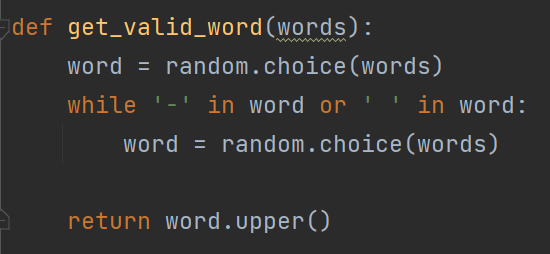 def get_valid_word(words):
    word = random.choice(words)
    while '-' in word or ' ' in word:
        word = random.choice(words)

    return word.upper()